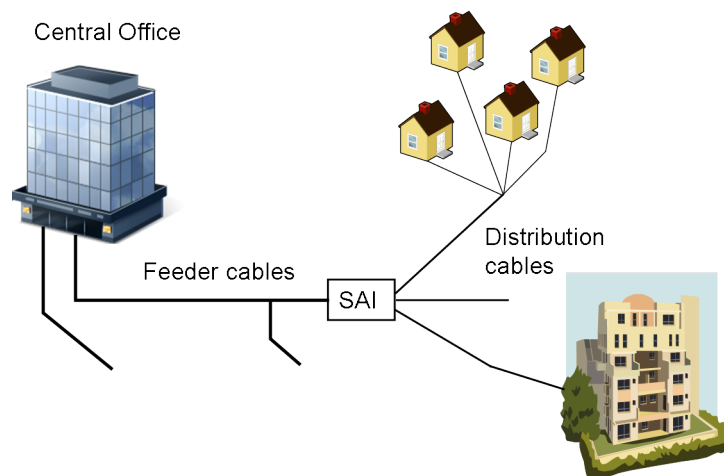 Central Office
Feeder cables
SAI
Distribution
cables